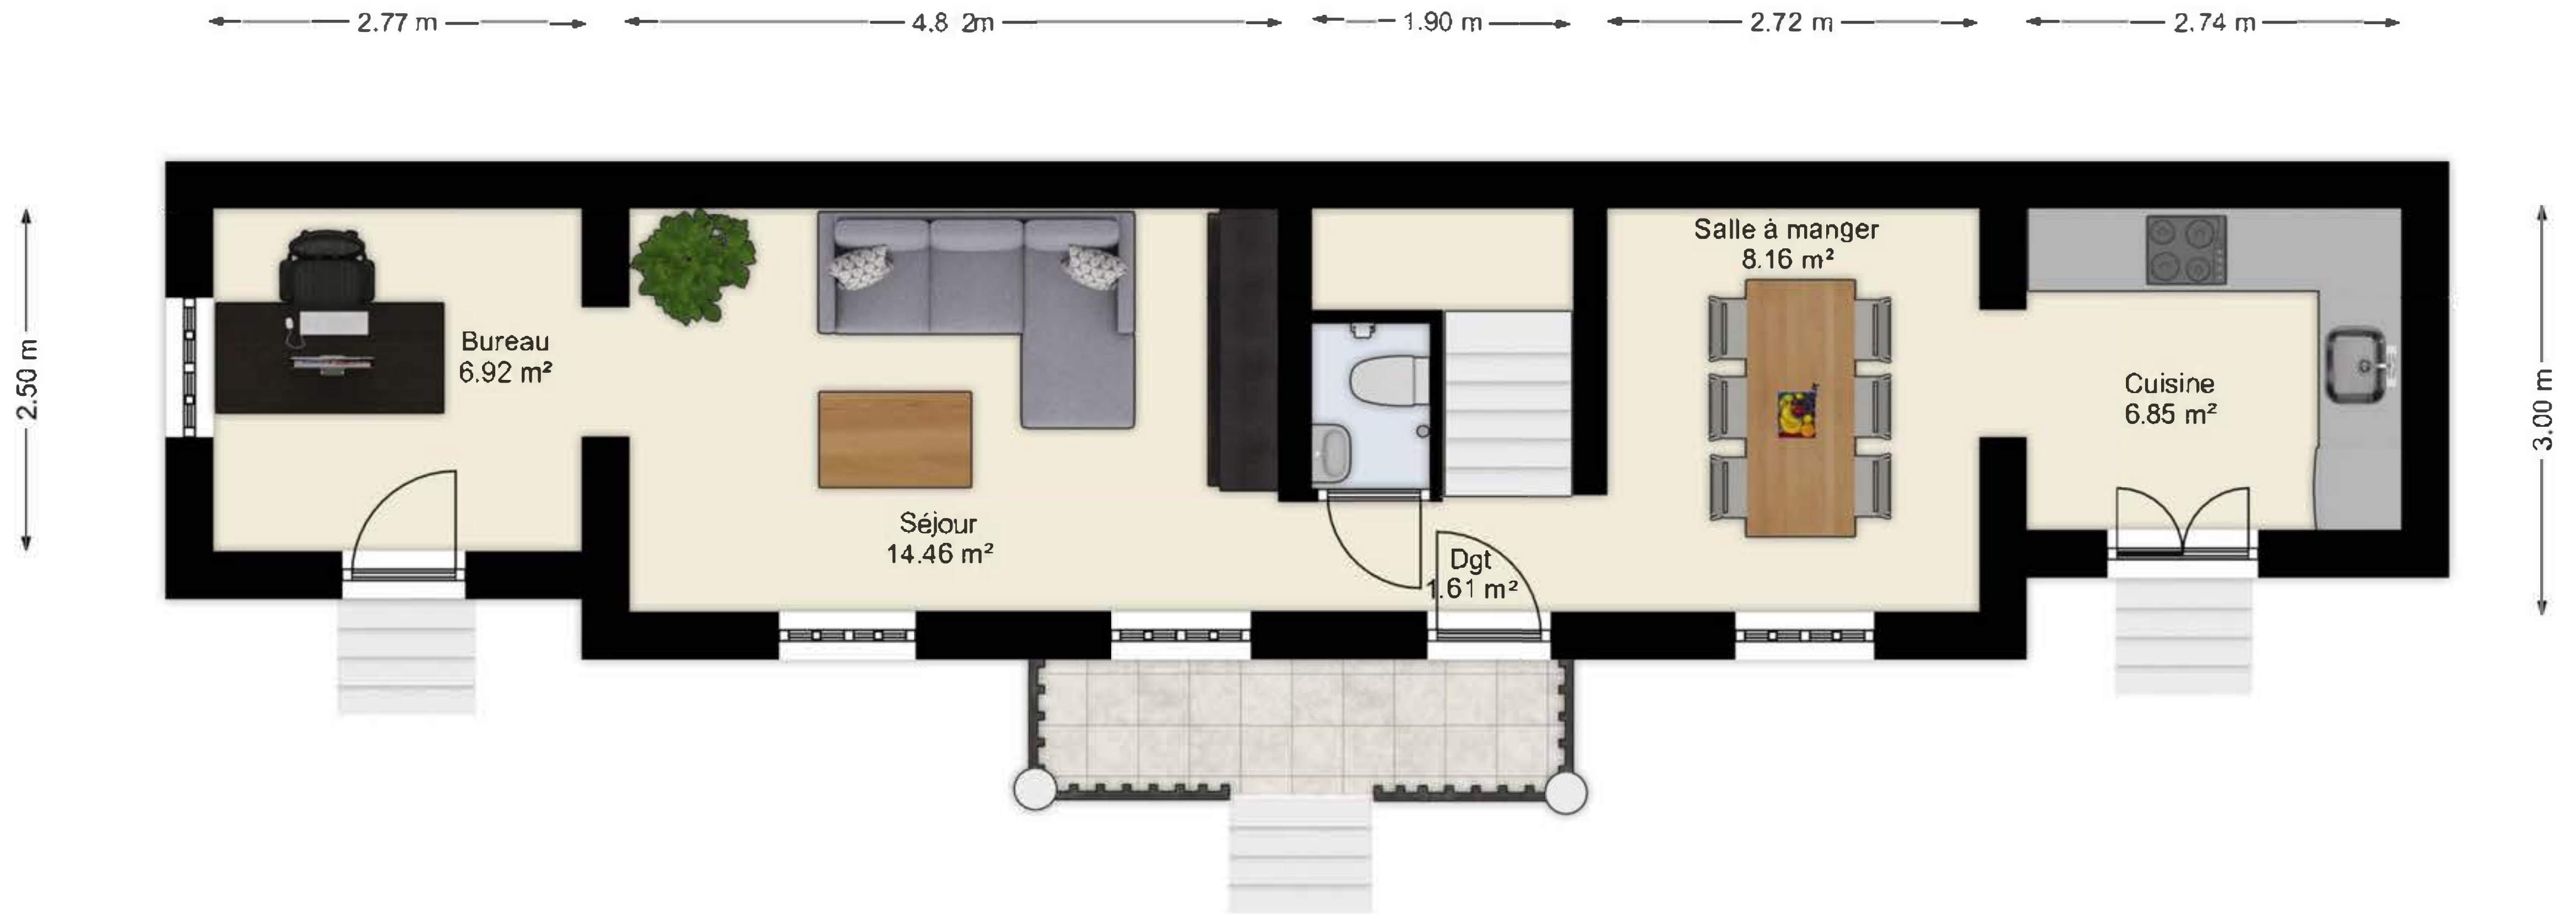 2.77 m
4.8 2m
1.90 m
2.72 m
2.74 m
2.50 m
3.00 m
Bureau
6.92 m²
Séjour
14.46 m²
Dgt
1.61 m²
Salle à manger
8.16 m²
Cuisine
6.85 m²